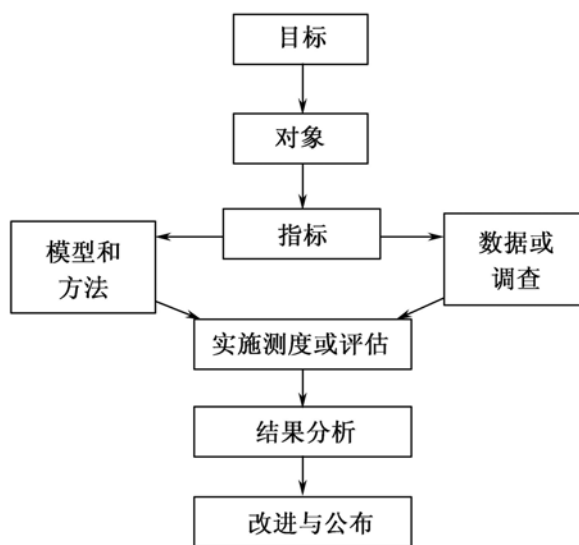 目标
对象
指标
模型和
方法
数据或
调查
实施测度或评估
结果分析
改进与公布